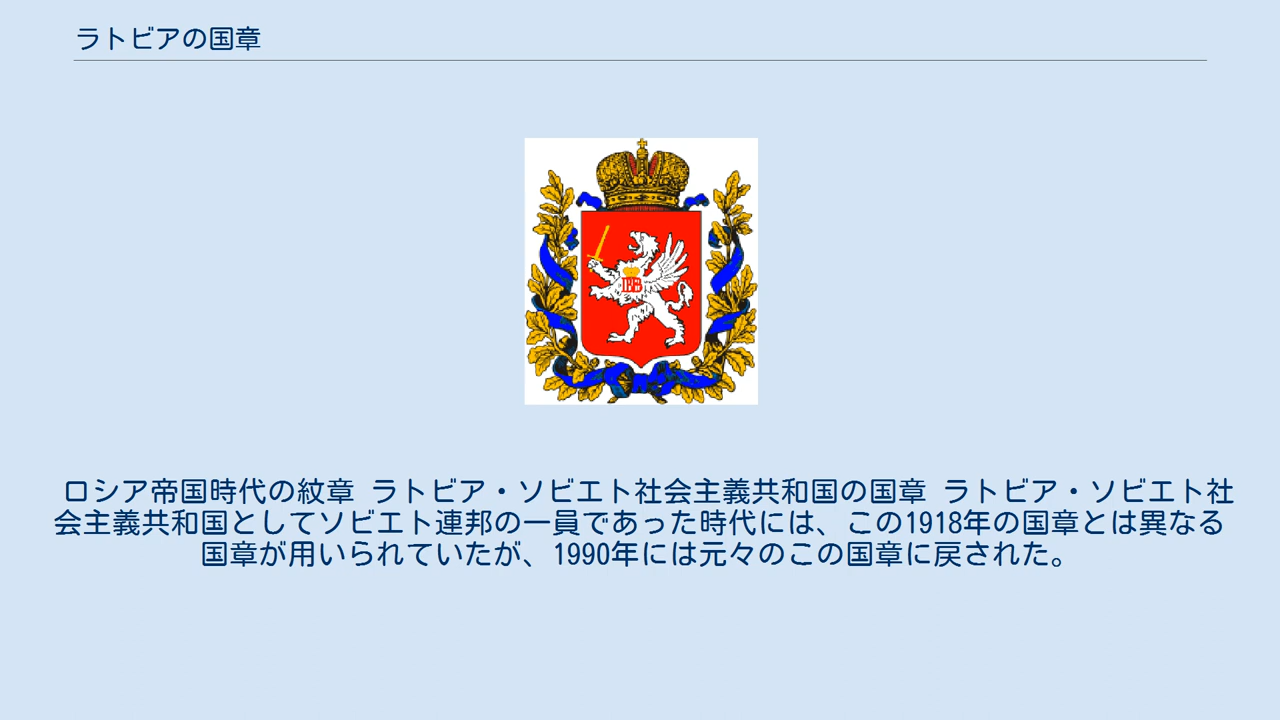 ラトビアの国章
ロシア帝国時代の紋章 ラトビア・ソビエト社会主義共和国の国章 ラトビア・ソビエト社
会主義共和国としてソビエト連邦の一員であった時代には、この1918年の国章とは異なる
国章が用いられていたが、1990年には元々のこの国章に戻された。